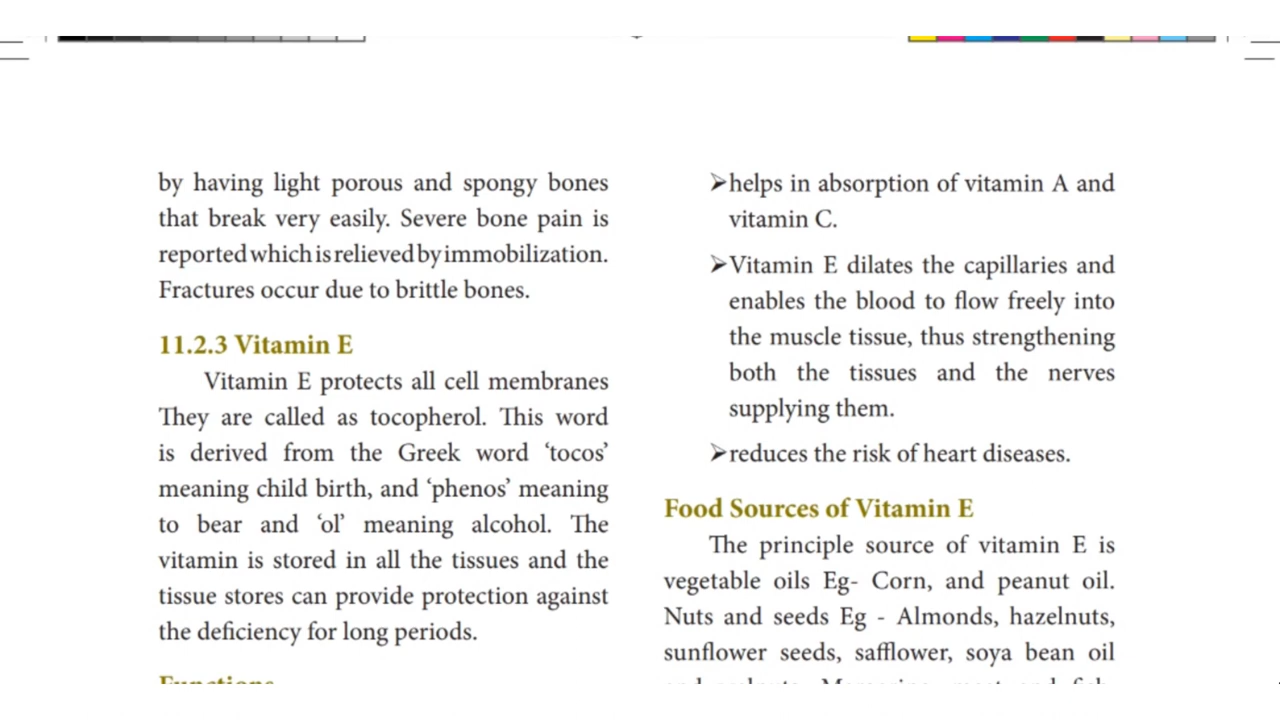 by having light porous and spongy bones
that break very easily. Severe bone pain is
reported which is relieved by immobilization.
Fractures occur due to brittle bones.
11.2.3 Vitamin E
Vitamin E protects all cell membranes
They are called as tocopherol. This word
is derived from the Greek word ‘tocos’
meaning child birth, and ‘phenos’ meaning
to bear and ‘ol’ meaning alcohol. The
vitamin is stored in all the tissues and the
tissue stores can provide protection against
the deficiency for long periods.
Functions
➢helps in absorption of vitamin A and
vitamin C.
➢Vitamin E dilates the capillaries and
enables the blood to flow freely into
the muscle tissue, thus strengthening
both the tissues and the nerves
supplying them.
➢reduces the risk of heart diseases.
Food Sources of Vitamin E
The principle source of vitamin E is
vegetable oils Eg- Corn, and peanut oil.
Nuts and seeds Eg - Almonds, hazelnuts,
sunflower seeds, safflower, soya bean oil